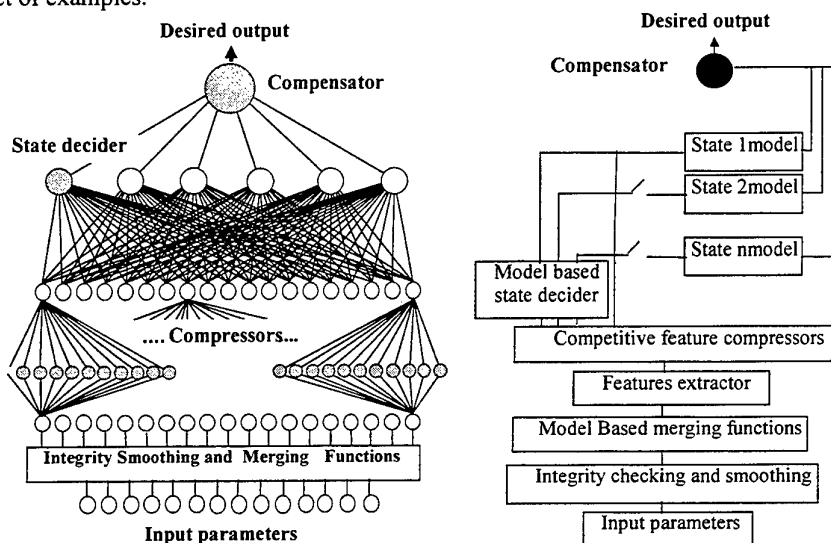 et of examples.
Desired output
Compensator
State decider
.... Compressors...
Integrity Smoothing and Merging Functions
Input parameters
Desired output
Compensator
State 1model
State 2model
State nmodel
Model based
state decider
Competitive feature compressors
Features extractor
Model Based merging functions
Integrity checking and smoothing
Input parameters